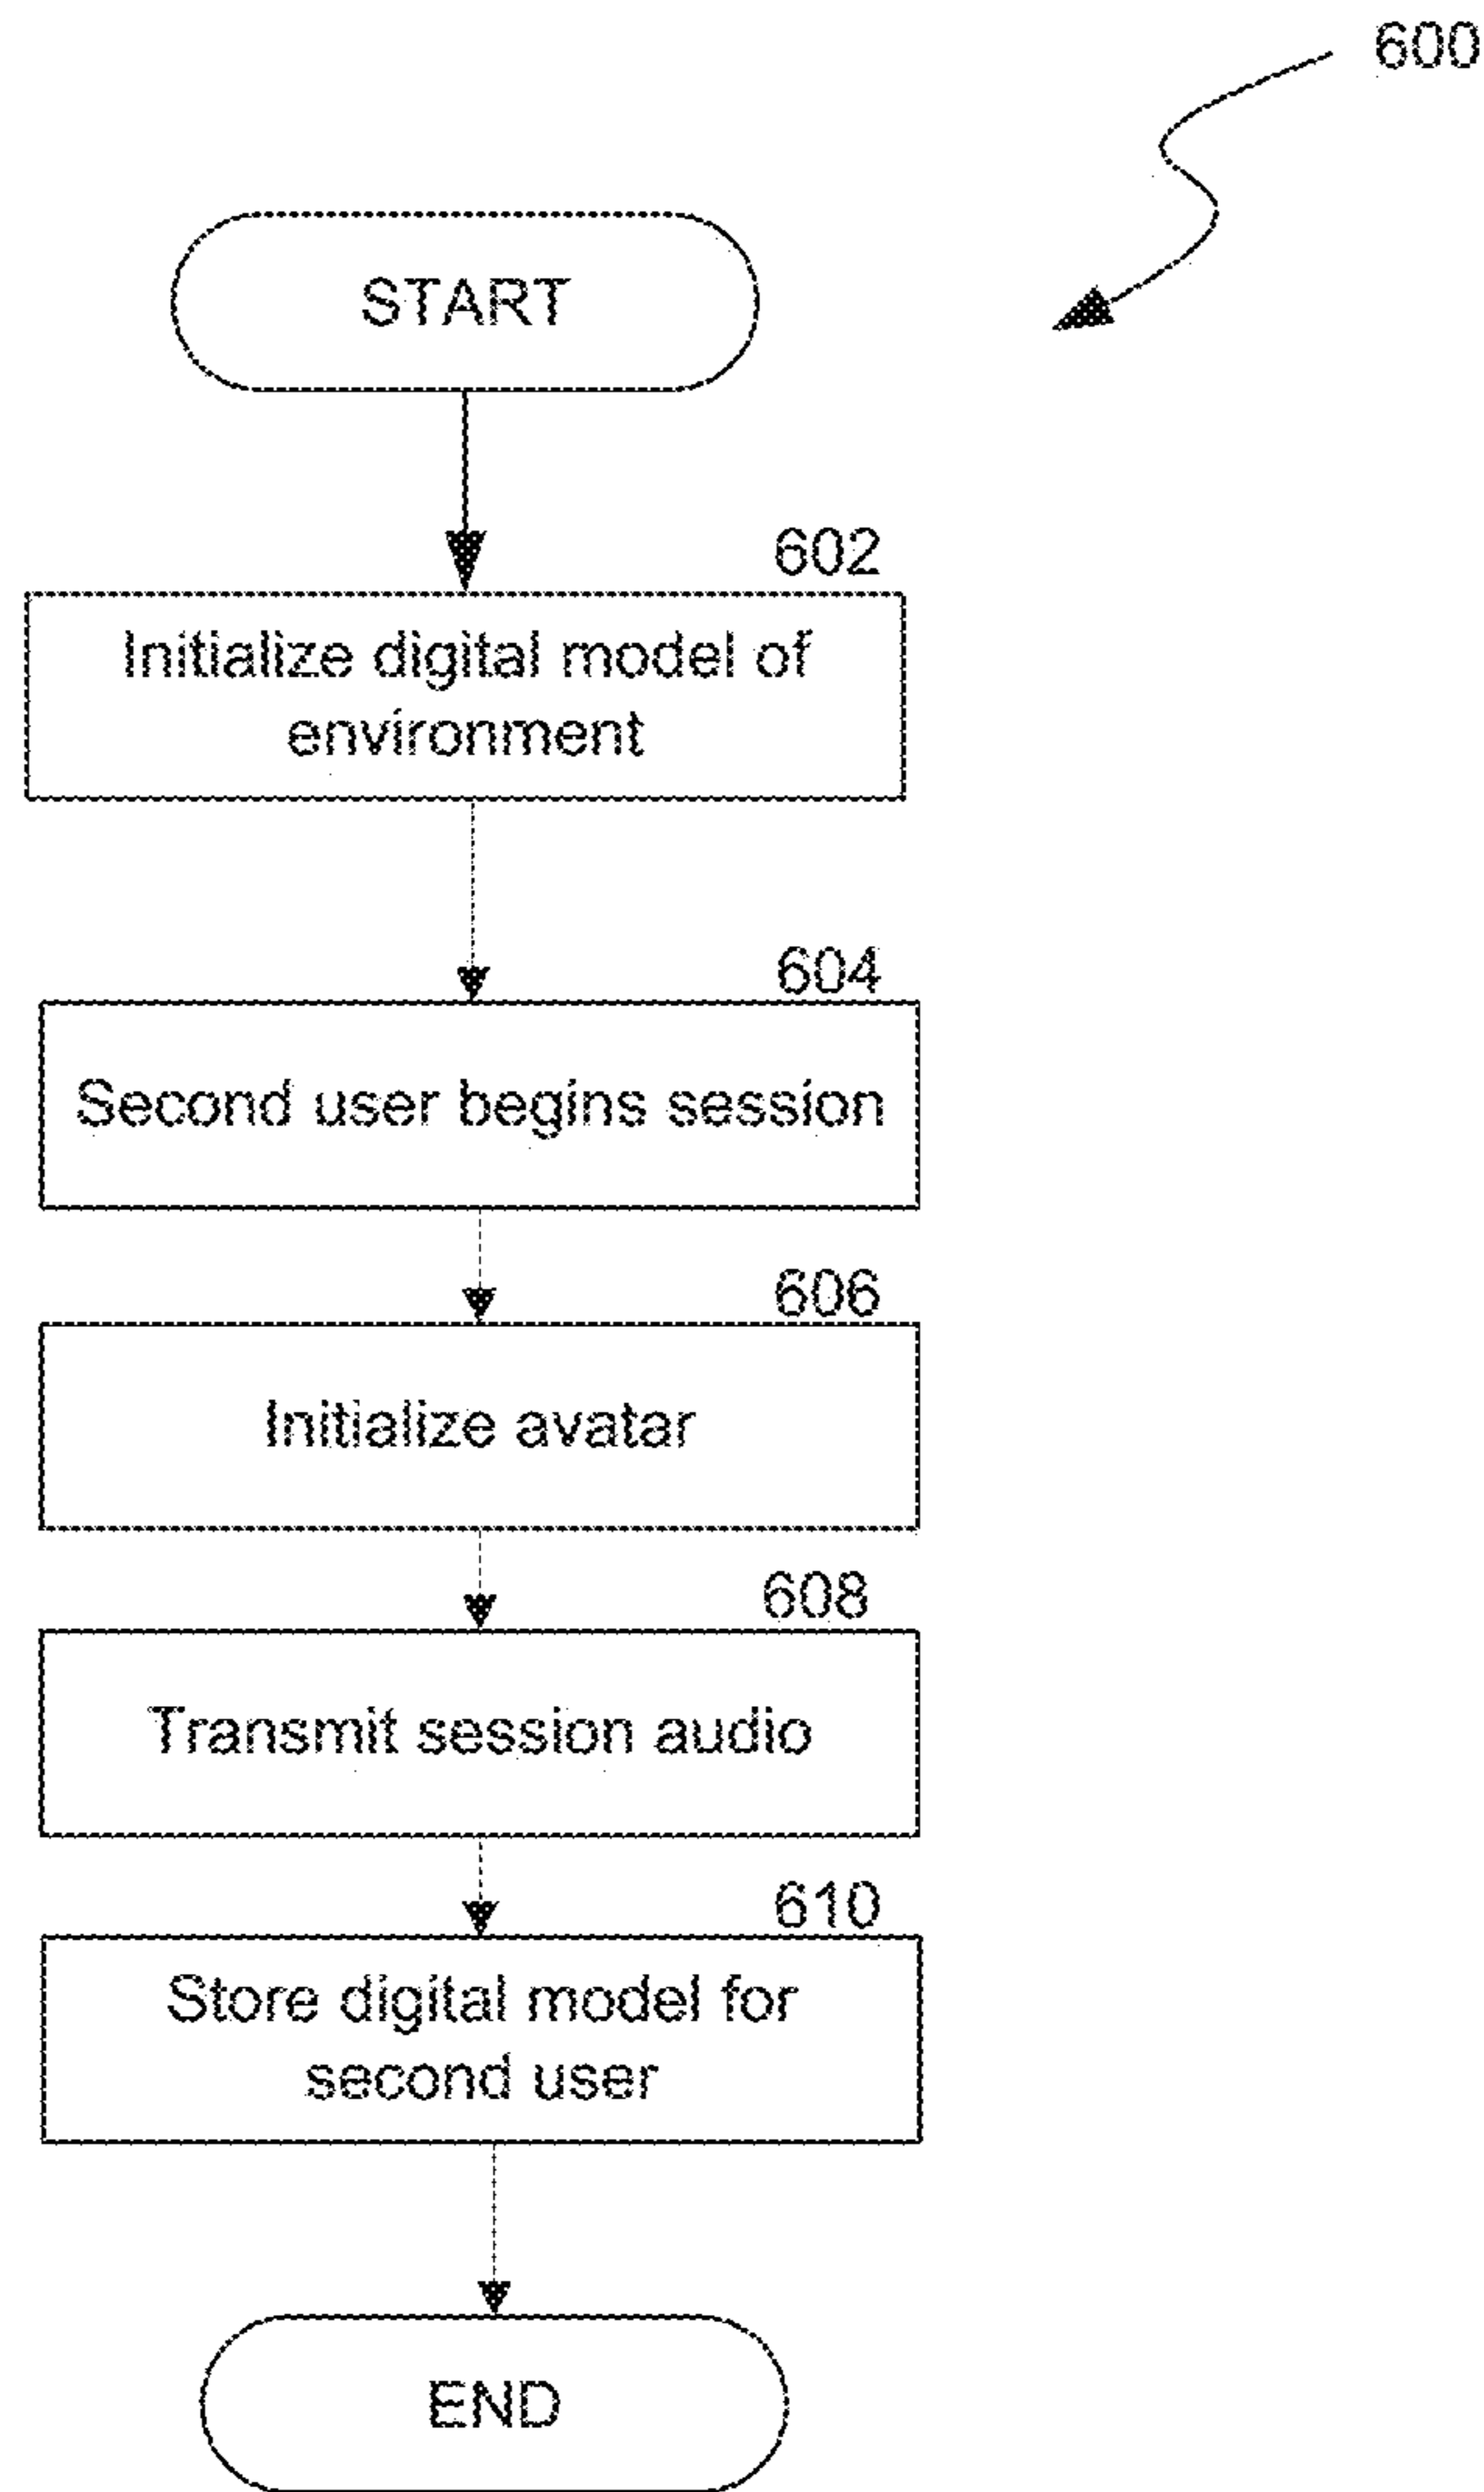 600
START
602
Initialize digital model of
environment
604
Second user begins session
606
Initialize avatar
608
Transmit session audio
610
Store digital model for
second user
END